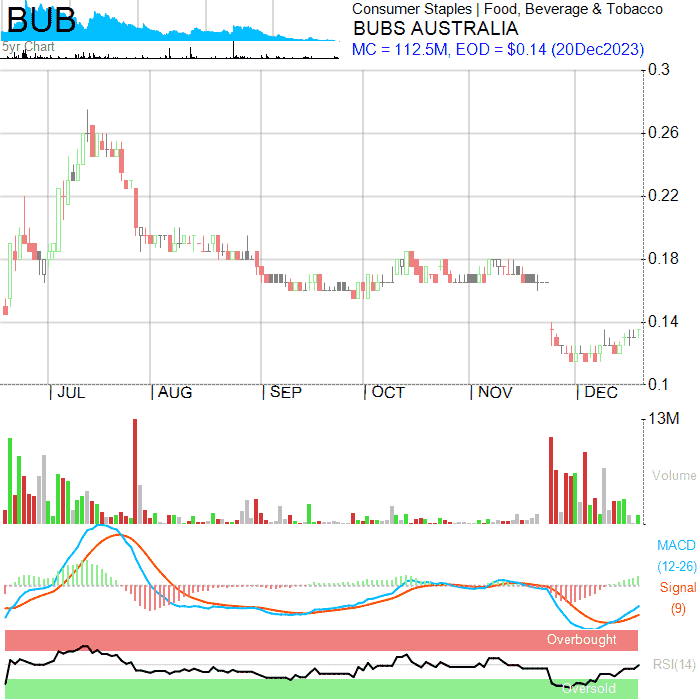 BUB
5yr Chart
Consumer Staples | Food, Beverage & Tobacco
BUBS AUSTRALIA
MC = 112.5M, EOD = $0.14 (20Dec2023)
0.3
0.26
0.22
0.18
0.14
0.1
JUL AUG SEP OCT NOV DEC
13M
Volume
MACD
(12-26)
Signal
(9)
Overbought
RSI(14)
Oversold